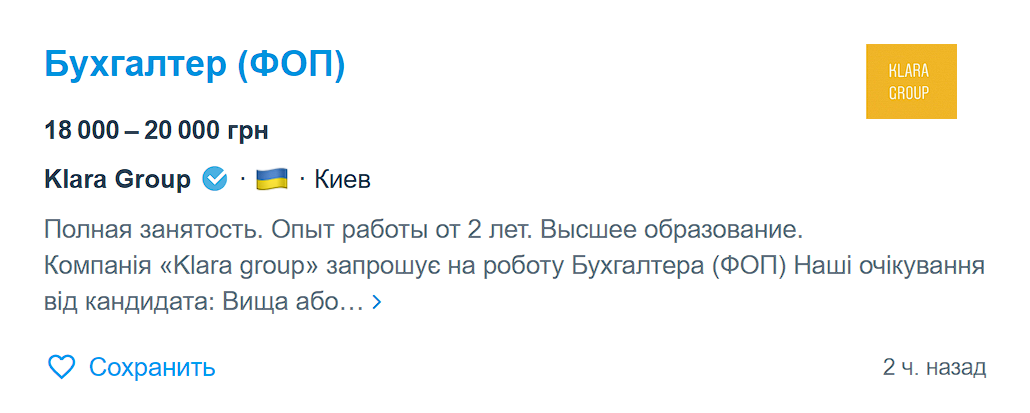 Бухгалтер (ФОП)
KLARA
GROUP
18 000 – 20 000 грн
Klara Group · · Киев
Полная занятость. Опыт работы от 2 лет. Высшее образование.
Компанія «Klara group» запрошує на роботу Бухгалтера (ФОП) Наші очікування
від кандидата: Вища або…
Сохранить
2 ч. назад